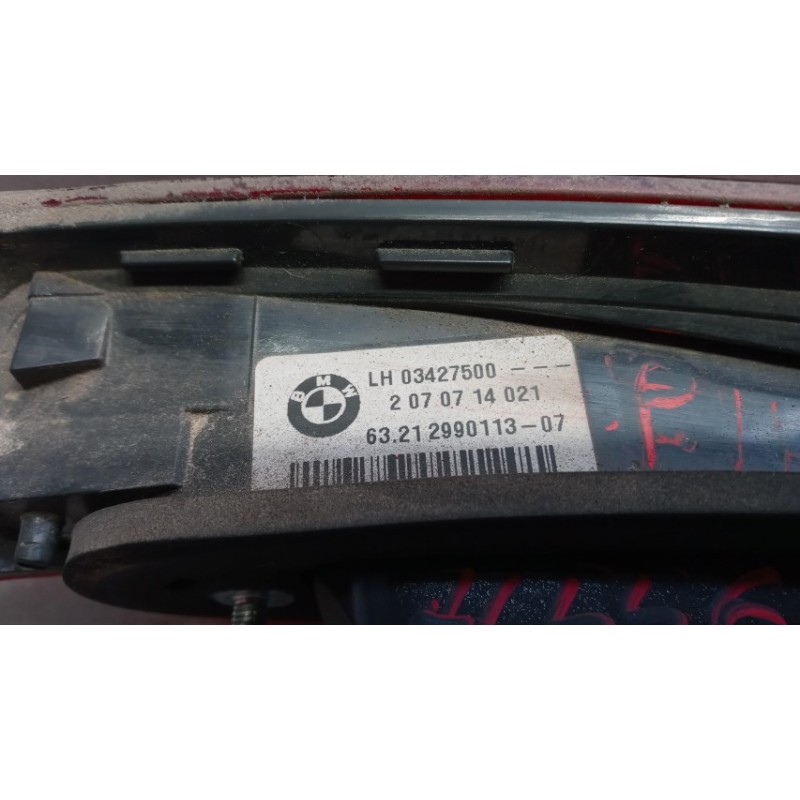 BMW
LH 03427500 ---
2 07 07 14 021
63.21 2990113-07